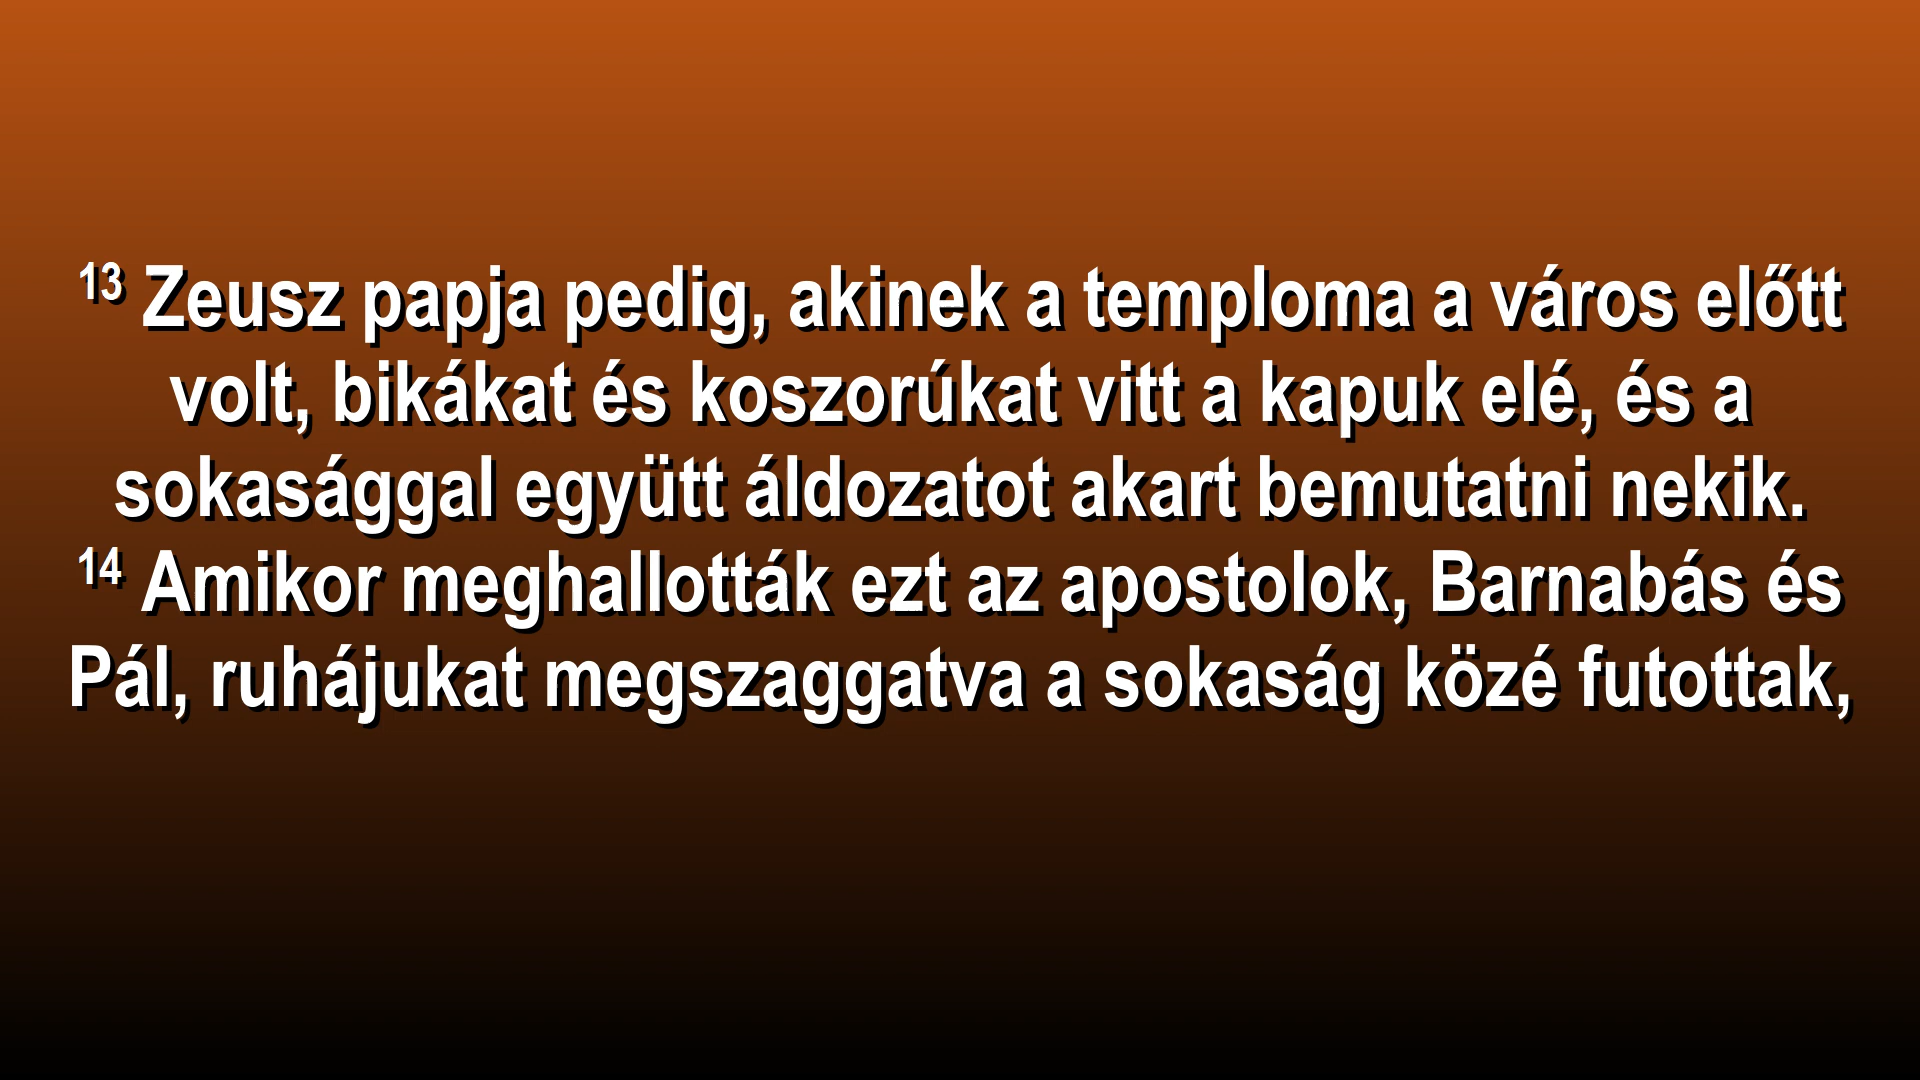 13 Zeusz papja pedig, akinek a temploma a város előtt
volt, bikákat és koszorúkat vitt a kapuk elé, és a
sokasággal együtt áldozatot akart bemutatni nekik.
14 Amikor meghallották ezt az apostolok, Barnabás és
Pál, ruhájukat megszaggatva a sokaság közé futottak,